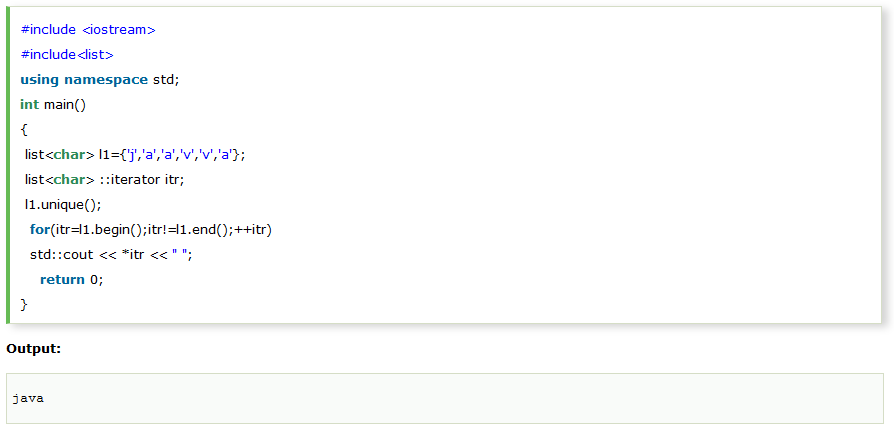 #include <iostream>
#include<list>
using namespace std;
int main()
{
list<char> l1={'j','a','a','v','v','a'};
list<char> ::iterator itr;
l1.unique();
for(itr=l1.begin();itr!=l1.end();++itr)
std::cout << *itr << " ";
return 0;
}
Output:
java